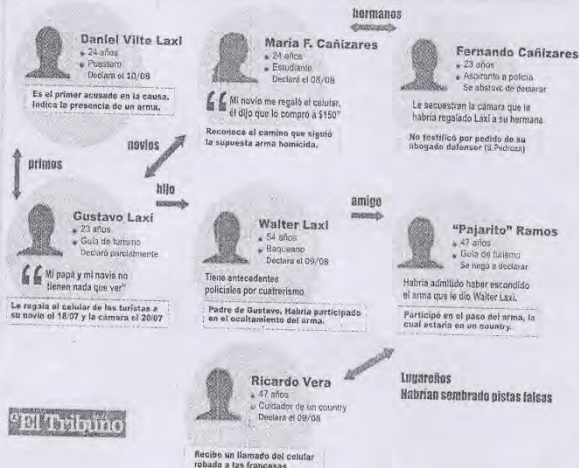 hermanos
Daniel Vilte Laxi
24 años
Puestero
Declara el 10/08
Es el primer acusado en la causa.
Indica la presencia de un arma.
María F. Cañizares
24 años
Estudiante
Declaró el 08/08
“Mi novio me regaló el celular,
él dijo que lo compró a $150”
Reconoce el camino que siguió
la supuesta arma homicida.
Fernando Cañizares
23 años
Aspirante a policía
Se abstuvo de declarar
Le secuestran la cámara que le
habría regalado Laxi a su hermana
No testificó por pedido de su
abogado defensor (S.Pedroza)
primos
novios
hijo
amigo
Gustavo Laxi
23 años
Guía de turismo
Declaró parcialmente
“Mi papá y mi novia no
tienen nada que ver”
Le regala el celular de las turistas a
su novia el 18/07 y la cámara el 20/07
Walter Laxi
54 años
Baqueano
Declara el 09/08
Tiene antecedentes
policiales por cuatrerismo
Padre de Gustavo. Habría participado
en el ocultamiento del arma.
"Pajarito" Ramos
47 años
Guía de turismo
Se negó a declarar
Habría admitido haber escondido
el arma que le dio Walter Laxi.
Participó en el paso del arma, la
cual estaría en un country.
Ricardo Vera
47 años
Cuidador de un country
Declara el 09/08
Recibe un llamado del celular
robado a las francesas
Lugareños
Habrían sembrado pistas falsas
El Tribuno